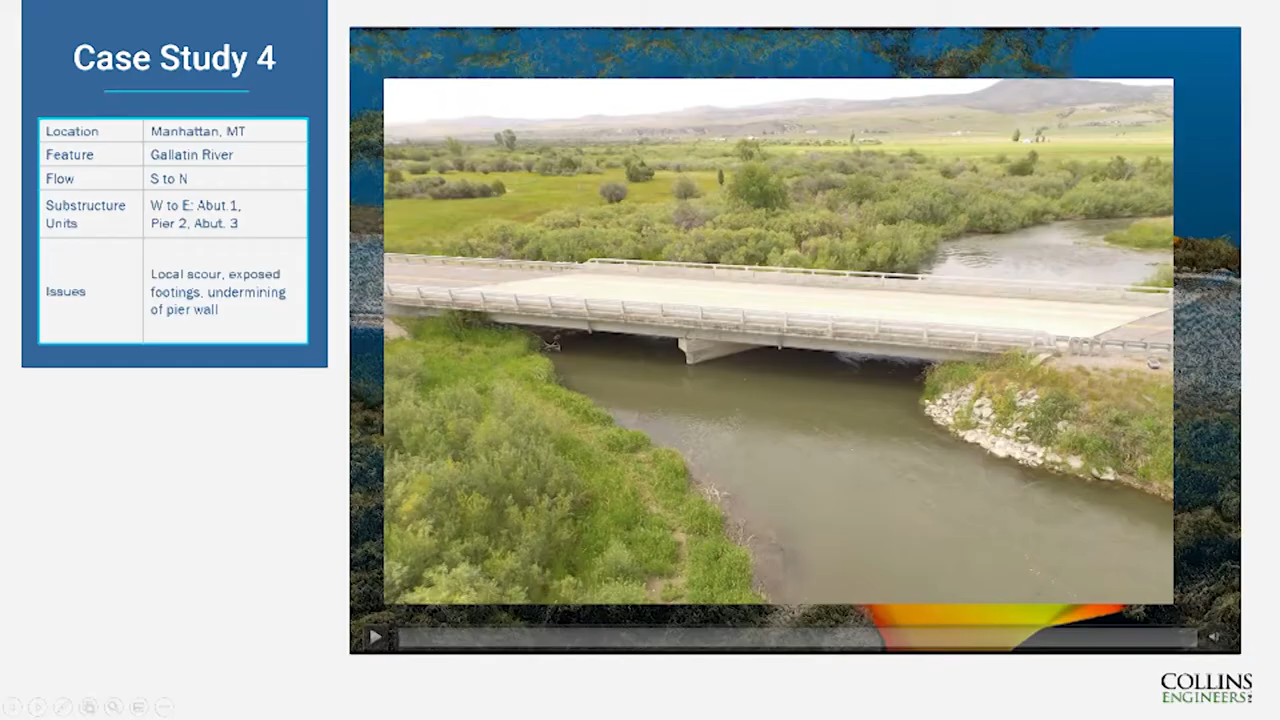 Case Study 4
Location Manhattan, MT
Feature Gallatin River
Flow S to N
Substructure Units W to E: Abut 1, Pier 2, Abut. 3
Issues Local scour, exposed footings, undermining of pier wall
COLLINS
ENGINEERS